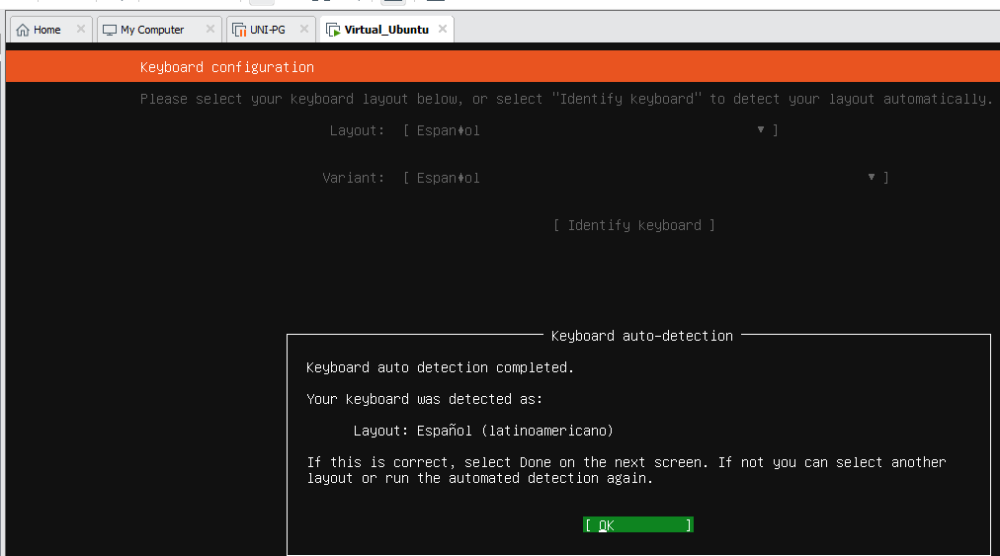 Home
My Computer
UNI-PG
Virtual_Ubuntu
Keyboard configuration
Please select your keyboard layout below, or select "Identify keyboard" to detect your layout automatically.
Layout: [ Espan♦ol ▼ ]
Variant: [ Espan♦ol ▼ ]
[ Identify keyboard ]
Keyboard auto-detection
Keyboard auto detection completed.
Your keyboard was detected as:
Layout: Español (latinoamericano)
If this is correct, select Done on the next screen. If not you can select another
layout or run the automated detection again.
[ OK ]